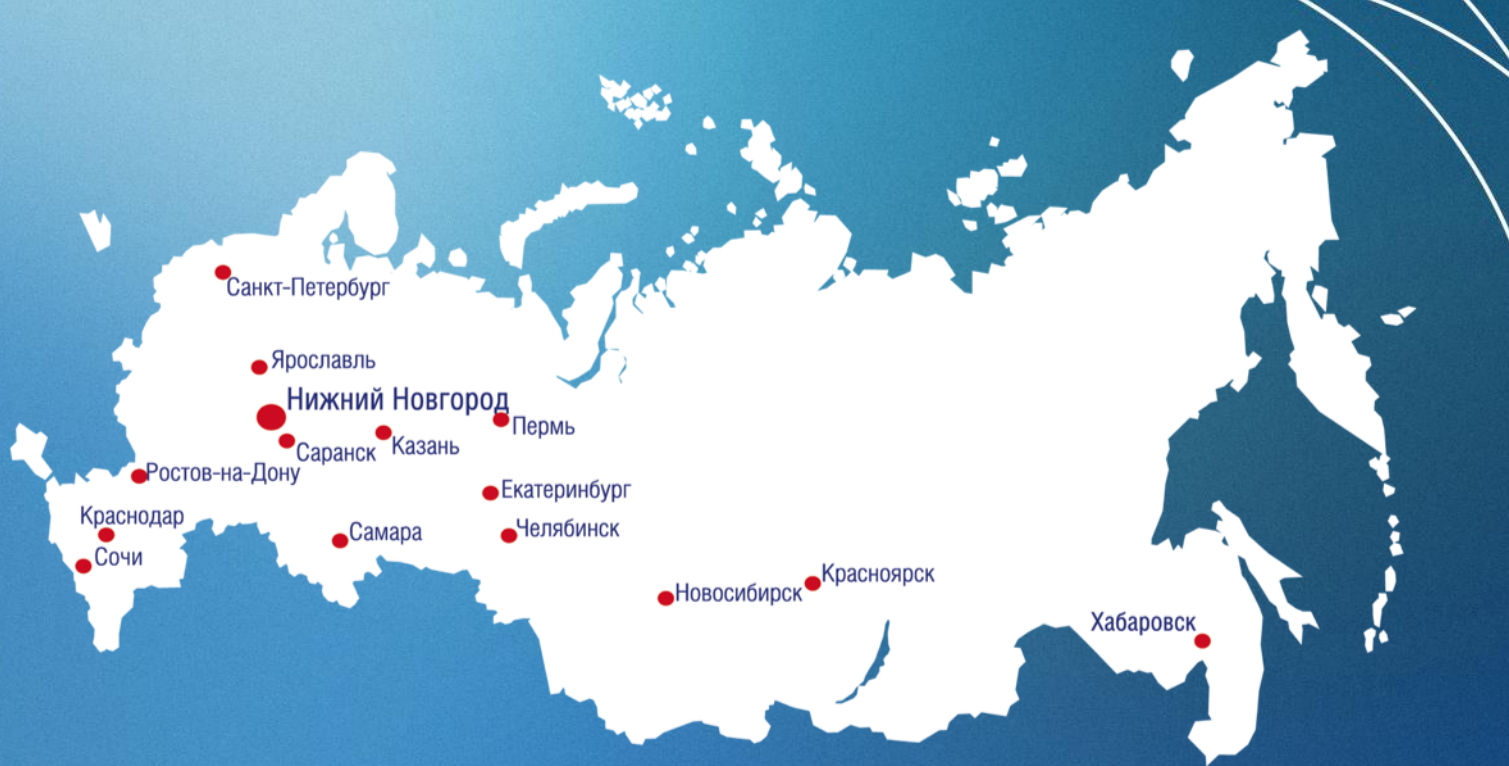 Санкт-Петербург
Ярославль
Нижний Новгород
Пермь
Саранск
Казань
Ростов-на-Дону
Екатеринбург
Краснодар
Самара
Челябинск
Сочи
Новосибирск
Красноярск
Хабаровск